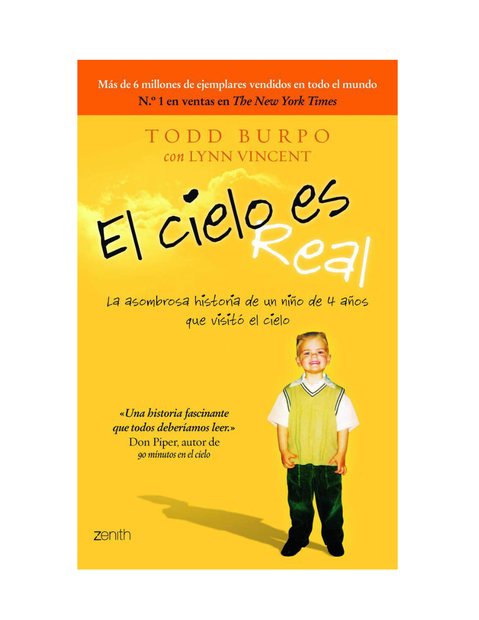 Más de 6 millones de ejemplares vendidos en todo el mundo
N.º 1 en ventas en The New York Times
TODD BURPO
con LYNN VINCENT
El cielo es
Real
La asombrosa historia de un niño de 4 años
que visitó el cielo
«Una historia fascinante
que todos deberíamos leer.»
Don Piper, autor de
90 minutos en el cielo
zenith